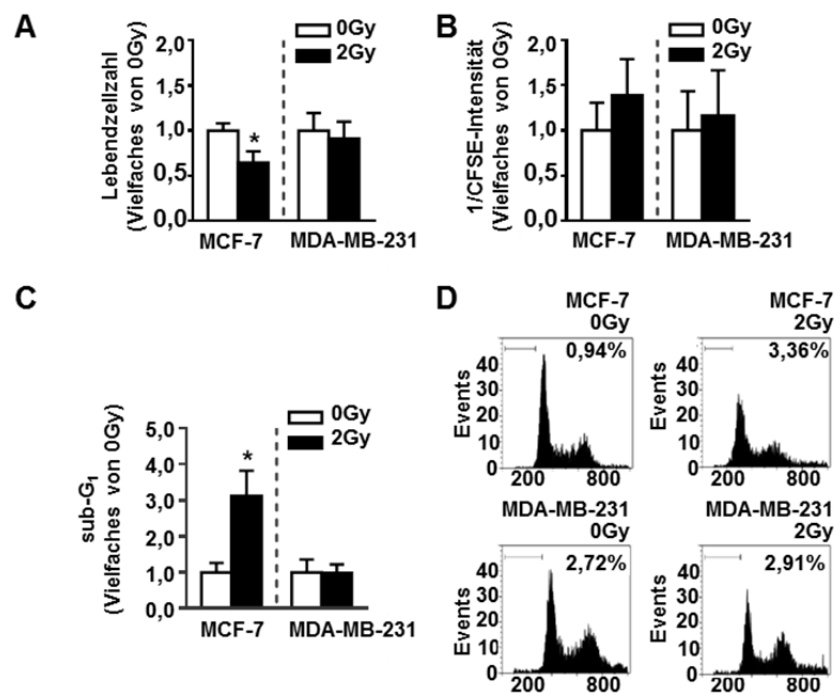 A
Lebendzellzahl
(Vielfaches von 0Gy)
2,0
1,5
1,0
0,5
0,0
0Gy
2Gy
*
MCF-7
MDA-MB-231
B
1/CFSE-Intensität
(Vielfaches von 0Gy)
2,0
1,5
1,0
0,5
0,0
0Gy
2Gy
MCF-7
MDA-MB-231
C
sub-G1
(Vielfaches von 0Gy)
5,0
4,0
3,0
2,0
1,0
0,0
0Gy
2Gy
*
MCF-7
MDA-MB-231
D
MCF-7
0Gy
0,94%
Events
40
30
20
10
0
200 800
MCF-7
2Gy
3,36%
Events
40
30
20
10
0
200 800
MDA-MB-231
0Gy
2,72%
Events
40
30
20
10
0
200 800
MDA-MB-231
2Gy
2,91%
Events
40
30
20
10
0
200 800